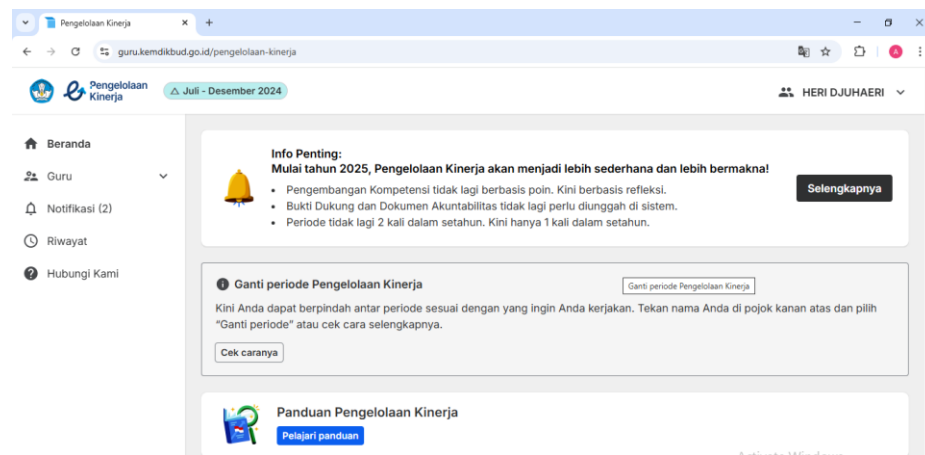 Pengelolaan Kinerja
guru.kemdikbud.go.id/pengelolaan-kinerja
A
Pengelolaan
Kinerja
Juli - Desember 2024
HERI DJUHAERI
Beranda
Guru
Notifikasi (2)
Riwayat
Hubungi Kami
Info Penting:
Mulai tahun 2025, Pengelolaan Kinerja akan menjadi lebih sederhana dan lebih bermakna!
• Pengembangan Kompetensi tidak lagi berbasis poin. Kini berbasis refleksi.
• Bukti Dukung dan Dokumen Akuntabilitas tidak lagi perlu diunggah di sistem.
• Periode tidak lagi 2 kali dalam setahun. Kini hanya 1 kali dalam setahun.
Selengkapnya
Ganti periode Pengelolaan Kinerja
Ganti periode Pengelolaan Kinerja
Kini Anda dapat berpindah antar periode sesuai dengan yang ingin Anda kerjakan. Tekan nama Anda di pojok kanan atas dan pilih
"Ganti periode" atau cek cara selengkapnya.
Cek caranya
Panduan Pengelolaan Kinerja
Pelajari panduan